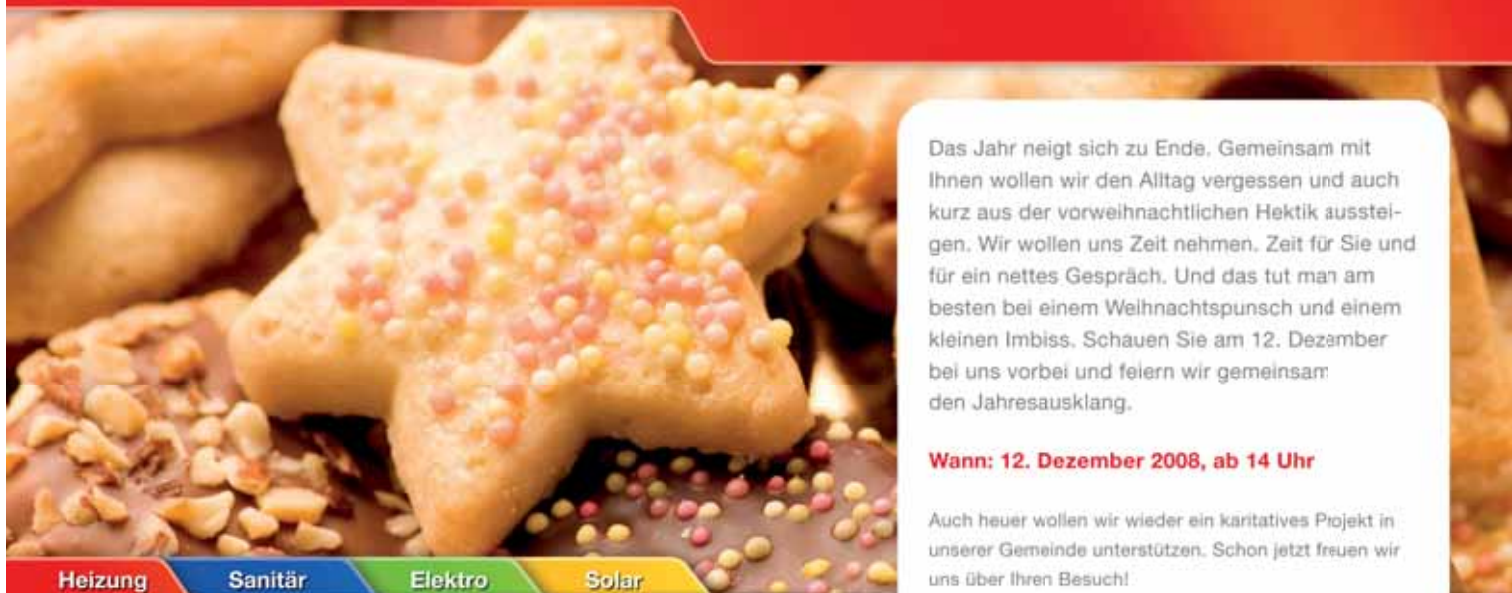 Das Jahr neigt sich zu Ende. Gemeinsam mit
Ihnen wollen wir den Alltag vergessen und auch
kurz aus der vorweihnachtlichen Hektik ausstei-
gen. Wir wollen uns Zeit nehmen. Zeit für Sie und
für ein nettes Gespräch. Und das tut man am
besten bei einem Weihnachtspunsch und einem
kleinen Imbiss. Schauen Sie am 12. Dezember
bei uns vorbei und feiern wir gemeinsam
den Jahresausklang.
Wann: 12. Dezember 2008, ab 14 Uhr
Auch heuer wollen wir wieder ein karitatives Projekt in
unserer Gemeinde unterstützen. Schon jetzt freuen wir
uns über Ihren Besuch!
Heizung Sanitär Elektro Solar